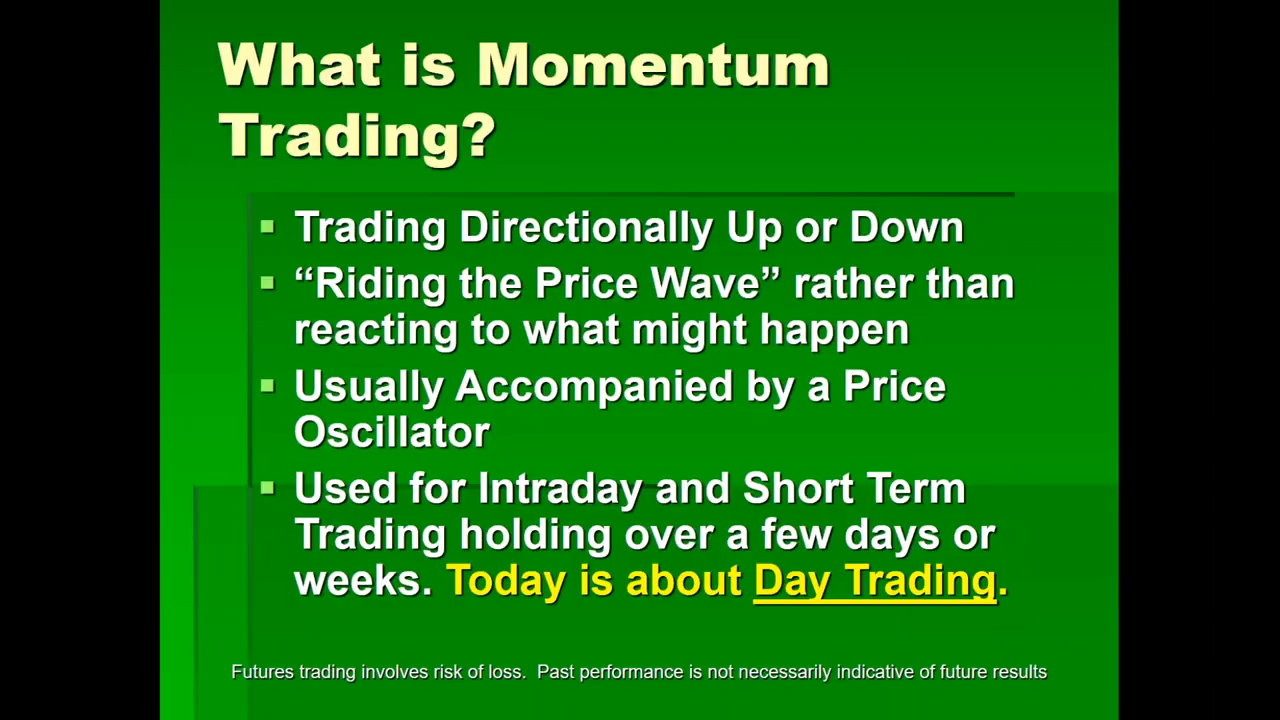 What is Momentum
Trading?
Trading Directionally Up or Down
“Riding the Price Wave” rather than
reacting to what might happen
Usually Accompanied by a Price
Oscillator
Used for Intraday and Short Term
Trading holding over a few days or
weeks. Today is about Day Trading.
Futures trading involves risk of loss.  Past performance is not necessarily indicative of future results